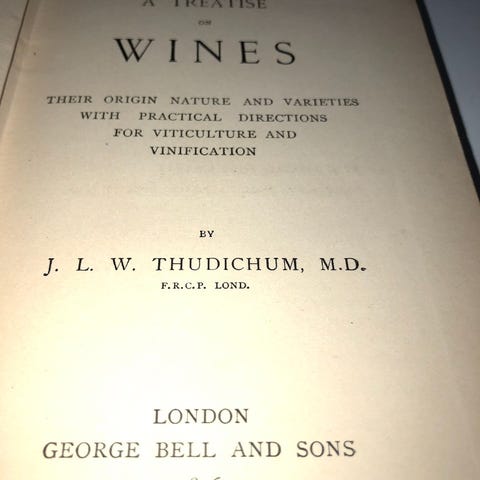 A TREATISE
ON
WINES
THEIR ORIGIN NATURE AND VARIETIES
WITH PRACTICAL DIRECTIONS
FOR VITICULTURE AND
VINIFICATION
BY
J. L. W. THUDICHUM, M.D.
F.R.C.P. LOND.
LONDON
GEORGE BELL AND SONS